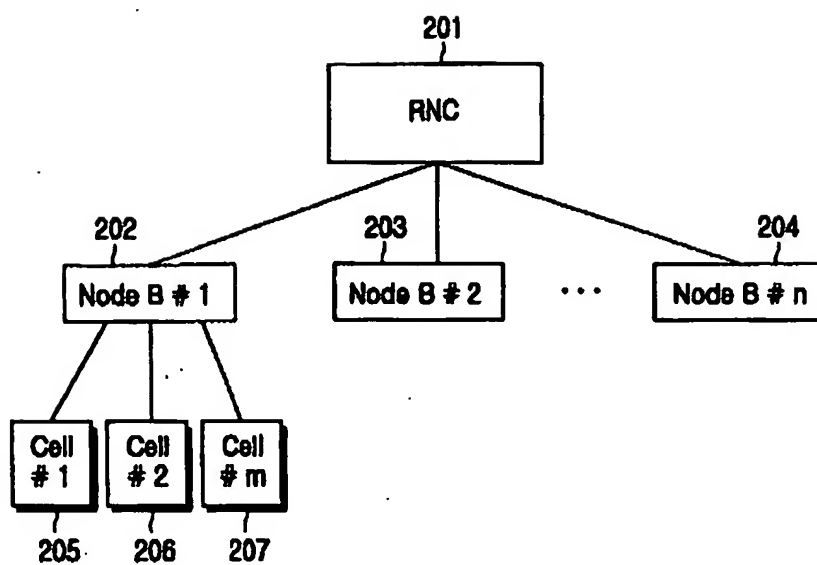 201
RNC
202
203
204
Node B # 1
Node B # 2
...
Node B # n
Cell
# 1
Cell
# 2
Cell
# m
205
206
207